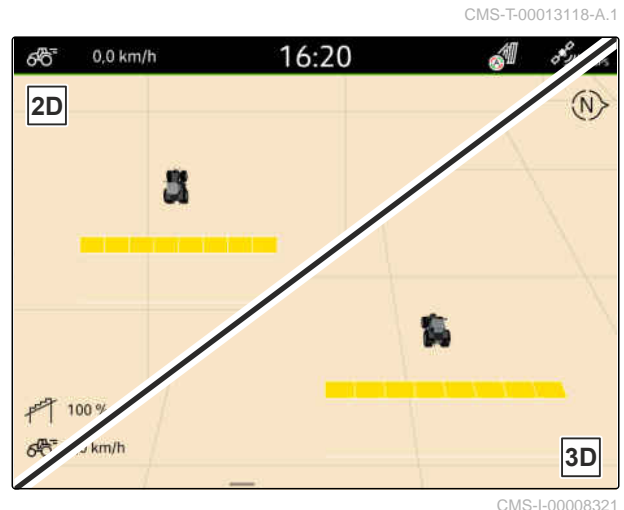 CMS-T-00013118-A.1
0,0 km/h
16:20
2D
N
100 %
km/h
3D
CMS-I-00008321